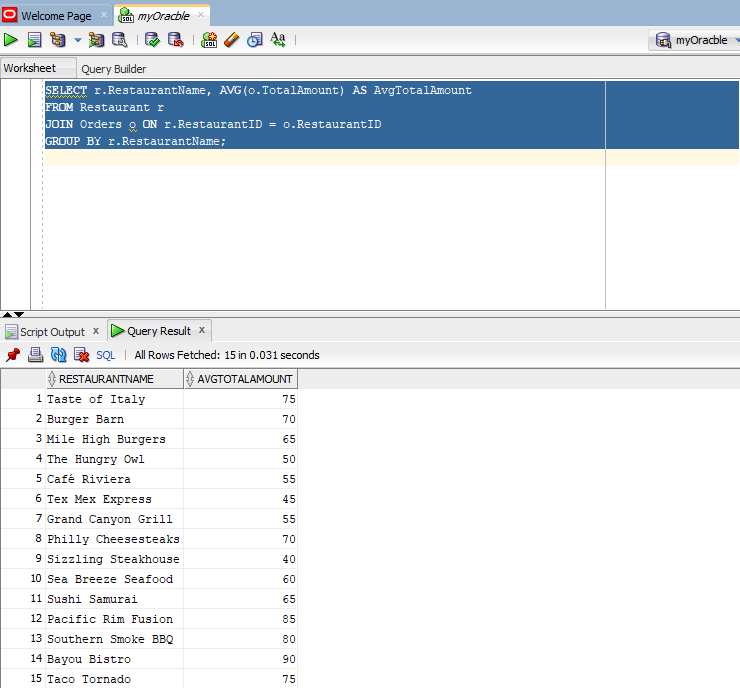 Welcome Page × myOracble ×
SQL
myOracble
Worksheet Query Builder
SELECT r.RestaurantName, AVG(o.TotalAmount) AS AvgTotalAmount
FROM Restaurant r
JOIN Orders o ON r.RestaurantID = o.RestaurantID
GROUP BY r.RestaurantName;
Script Output x Query Result x
SQL | All Rows Fetched: 15 in 0.031 seconds
RESTAURANTNAME AVGTOTALAMOUNT
1 Taste of Italy 75
2 Burger Barn 70
3 Mile High Burgers 65
4 The Hungry Owl 50
5 Café Riviera 55
6 Tex Mex Express 45
7 Grand Canyon Grill 55
8 Philly Cheesesteaks 70
9 Sizzling Steakhouse 40
10 Sea Breeze Seafood 60
11 Sushi Samurai 65
12 Pacific Rim Fusion 85
13 Southern Smoke BBQ 80
14 Bayou Bistro 90
15 Taco Tornado 75